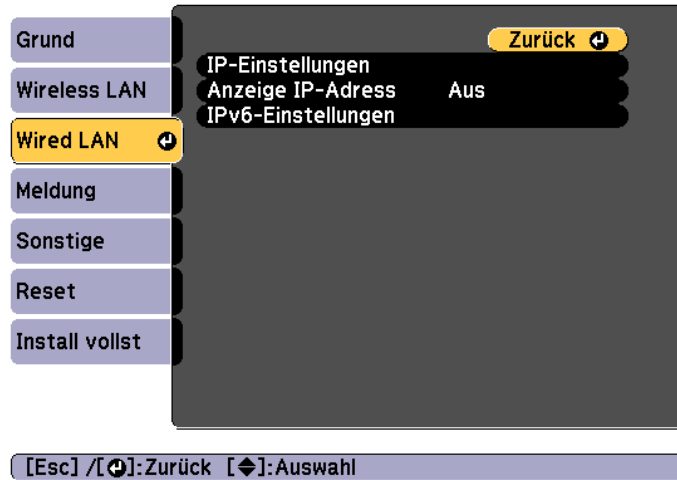 Grund
Wireless LAN
Wired LAN
Meldung
Sonstige
Reset
Install vollst
Zurück
IP-Einstellungen
Anzeige IP-Adress Aus
IPv6-Einstellungen
[Esc] /[⏎]:Zurück [◆]:Auswahl